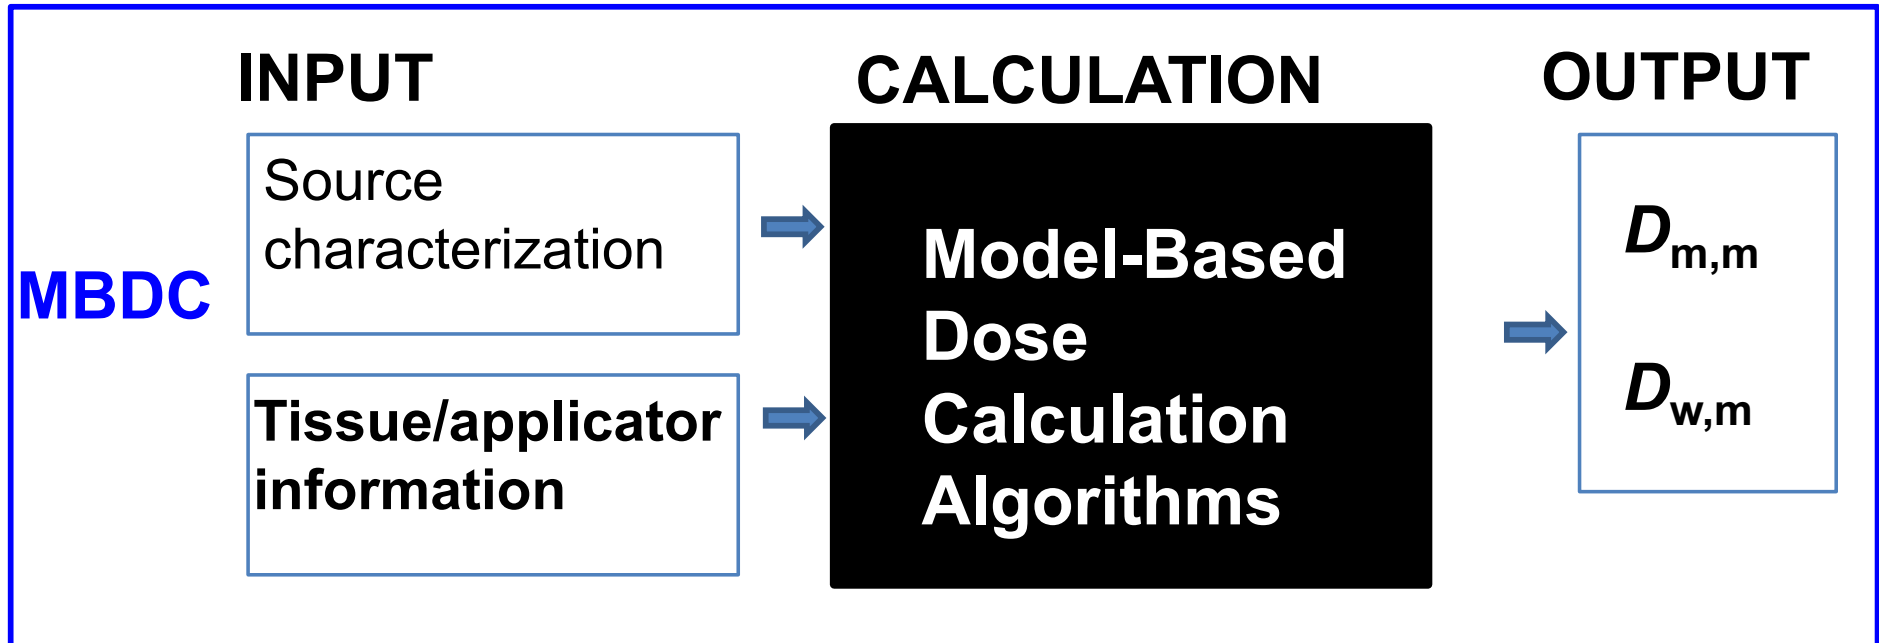 INPUT
CALCULATION
OUTPUT
MBDC
Source
characterization
Tissue/applicator
information
Model-Based
Dose
Calculation
Algorithms
Dm,m
Dw,m